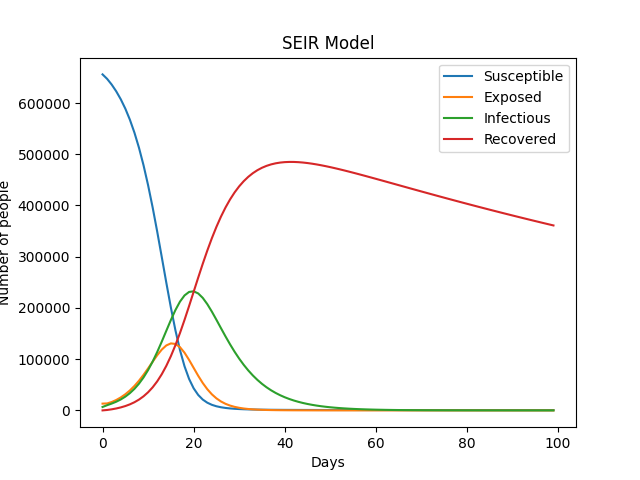 SEIR Model
Susceptible
Exposed
Infectious
Recovered
Number of people
600000
500000
400000
300000
200000
100000
0
0 20 40 60 80 100
Days